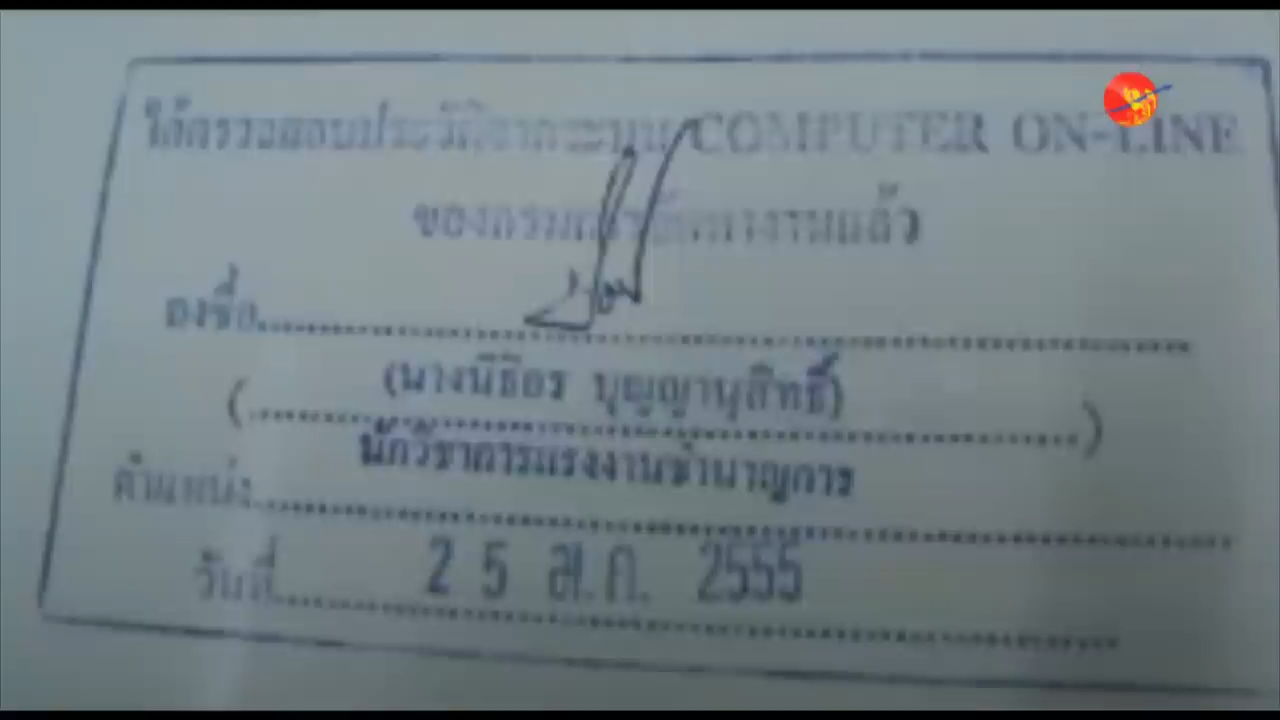 ได้ตรวจสอบประวัติจากระบบ COMPUTER ON-LINE
ของกรมการจัดหางานแล้ว
ลงชื่อ
(นางนิธิอร บุญญานุสิทธิ์)
( )
นักวิชาการแรงงานชำนาญการ
ตำแหน่ง
วันที่ 25 ส.ค. 2555